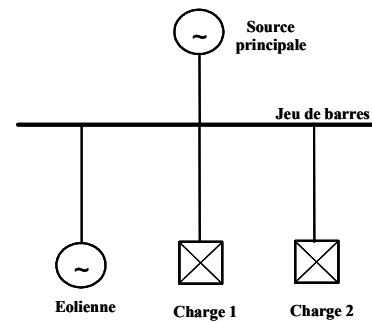 ~
Source
principale
Jeu de barres
~
Eolienne
Charge 1
Charge 2